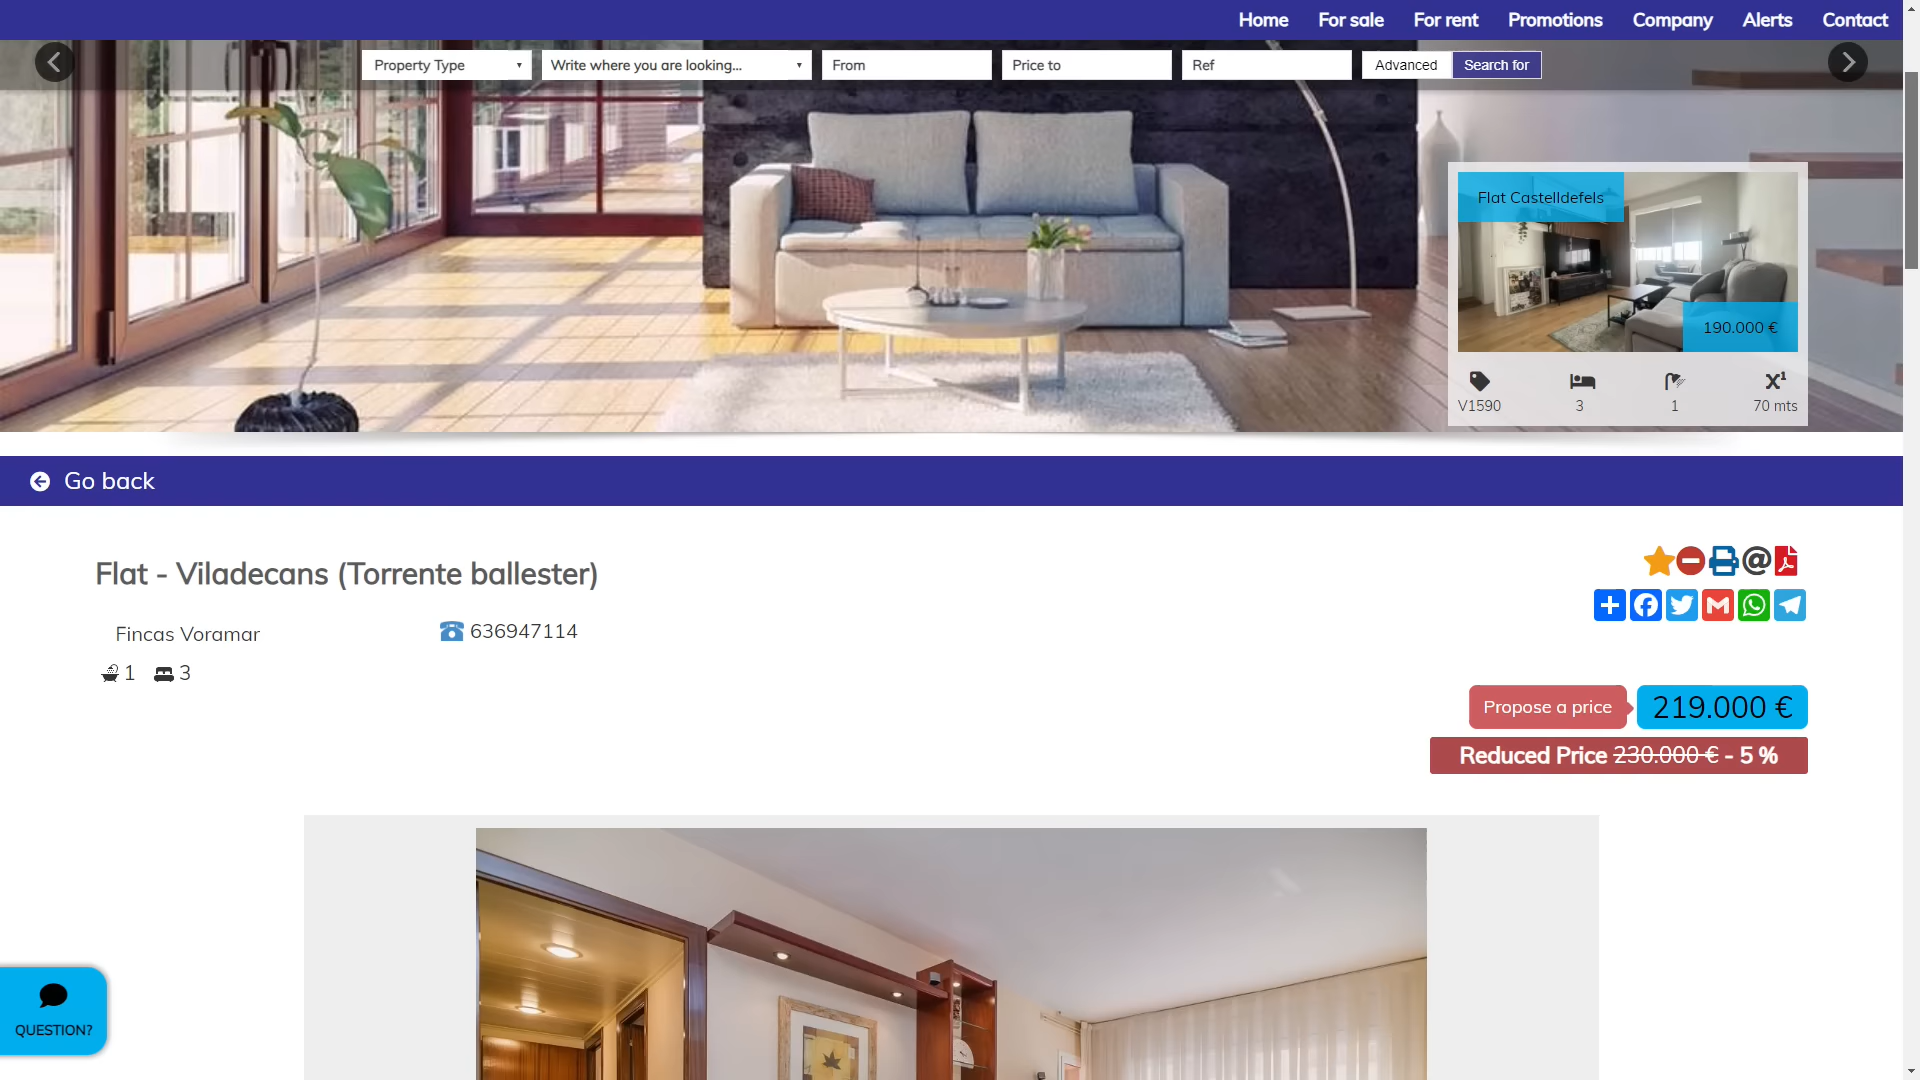 Home For sale For rent Promotions Company Alerts Contact
Property Type Write where you are looking... From Price to Ref Advanced Search for
Flat Castelldefels
190.000 €
V1590 3 1 70 mts
Go back
Flat - Viladecans (Torrente ballester)
Fincas Voramar 636947114
1 3
Propose a price 219.000 €
Reduced Price 230.000 € - 5 %
QUESTION?